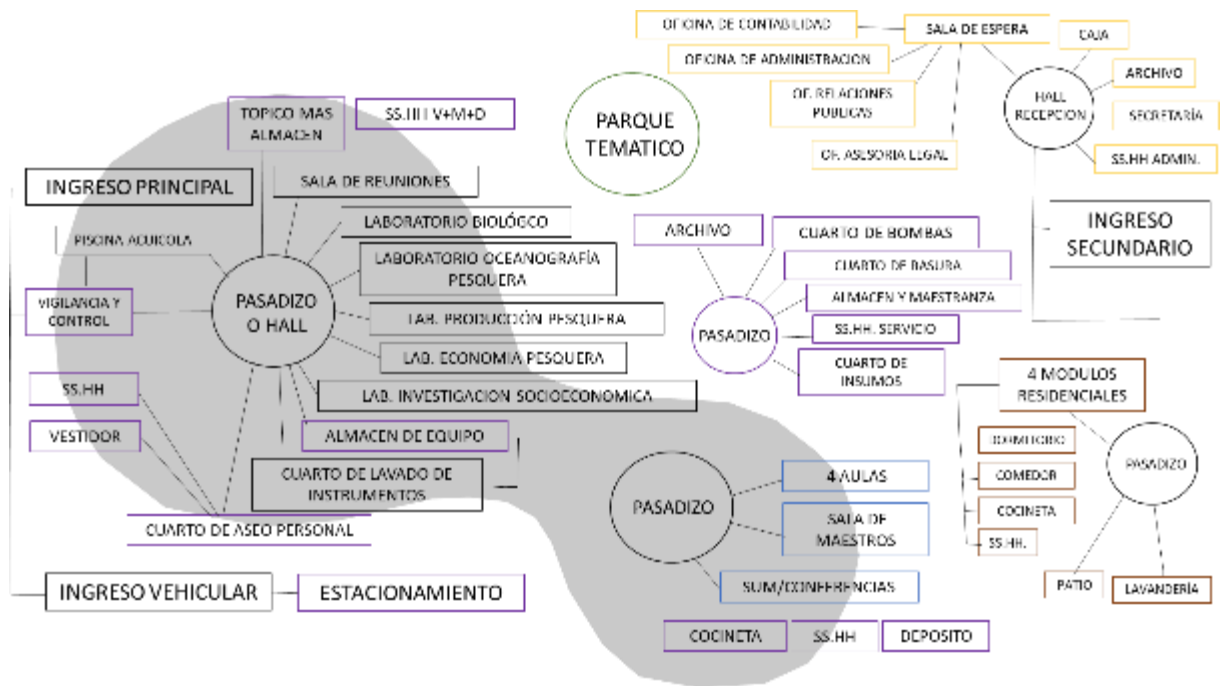 OFICINA DE CONTABILIDAD
SALA DE ESPERA
CAJA
OFICINA DE ADMINISTRACION
HALL
RECEPCION
ARCHIVO
OF. RELACIONES
PUBLICAS
SECRETARÍA
OF. ASESORIA LEGAL
SS.HH ADMIN.
TOPICO MAS
ALMACEN
SS.HH V+M+D
PARQUE
TEMATICO
INGRESO PRINCIPAL
SALA DE REUNIONES
LABORATORIO BIOLÓGCO
PISCINA ACUICOLA
LABORATORIO OCEANOGRAFÍA
PESQUERA
VIGILANCIA Y
CONTROL
PASADIZO
O HALL
LAB. PRODUCCIÓN PESQUERA
LAB. ECONOMIA PESQUERA
LAB. INVESTIGACION SOCIOECONOMICA
SS.HH
VESTIDOR
ALMACEN DE EQUIPO
CUARTO DE LAVADO DE
INSTRUMENTOS
CUARTO DE ASEO PERSONAL
INGRESO VEHICULAR
ESTACIONAMIENTO
ARCHIVO
CUARTO DE BOMBAS
CUARTO DE BASURA
ALMACEN Y MAESTRANZA
PASADIZO
SS.HH. SERVICIO
CUARTO DE
INSUMOS
INGRESO
SECUNDARIO
4 MODULOS
RESIDENCIALES
DORMITORIO
COMEDOR
COCINETA
SS.HH.
PASADIZO
PATIO
LAVANDERÍA
PASADIZO
4 AULAS
SALA DE
MAESTROS
SUM/CONFERENCIAS
COCINETA
SS.HH
DEPOSITO